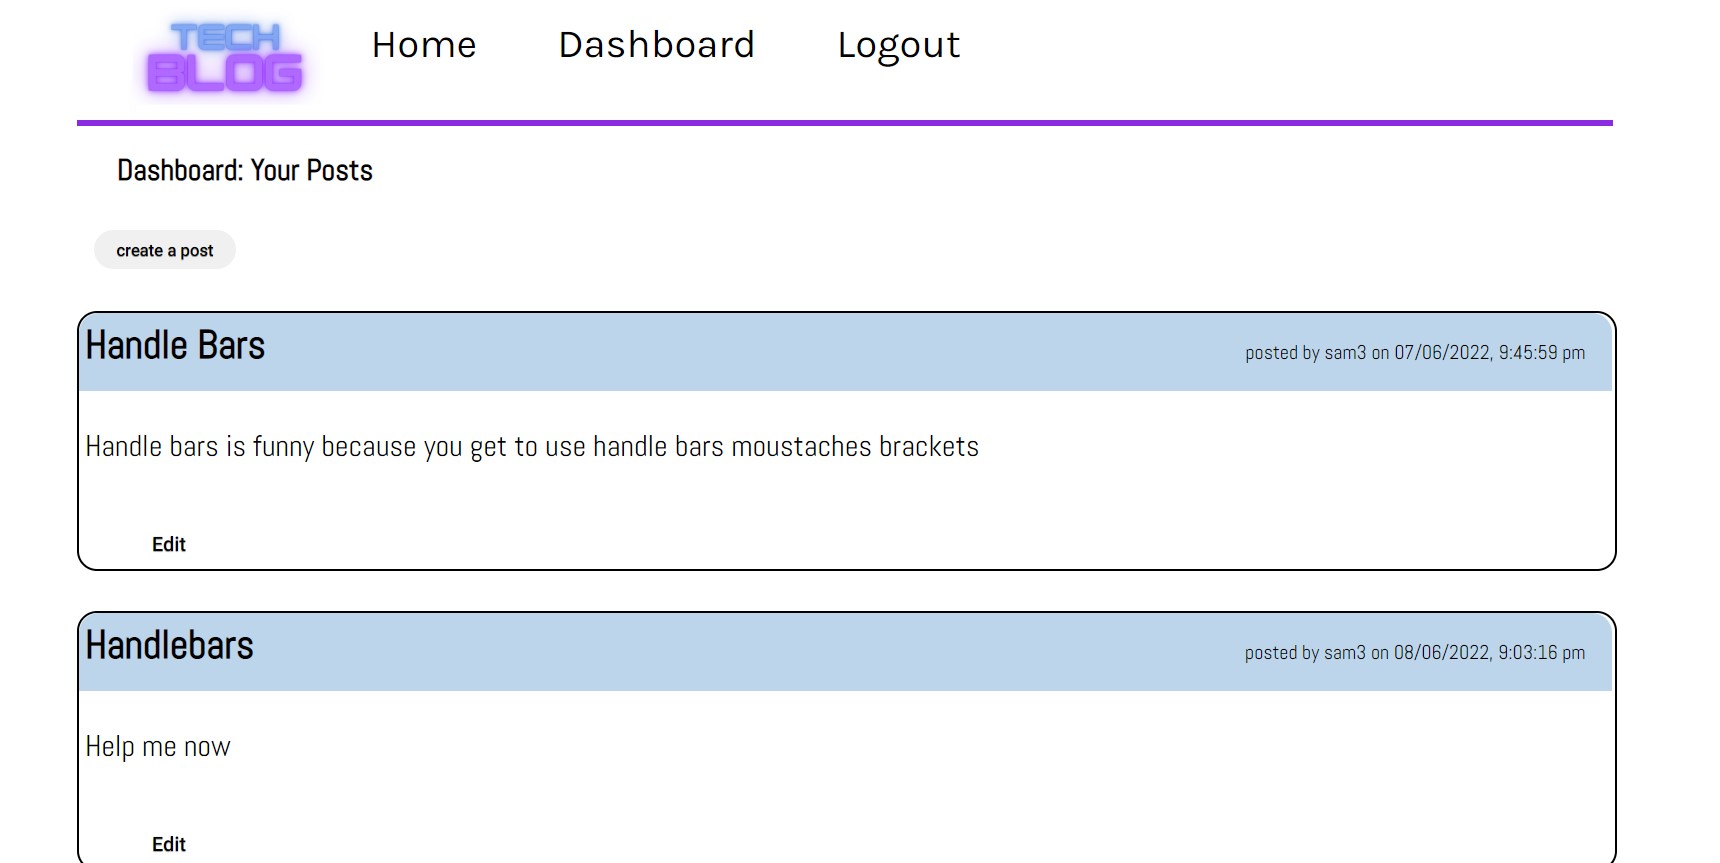 TECH
BLOG
Home Dashboard Logout
Dashboard: Your Posts
create a post
Handle Bars posted by sam3 on 07/06/2022, 9:45:59 pm
Handle bars is funny because you get to use handle bars moustaches brackets
Edit
Handlebars posted by sam3 on 08/06/2022, 9:03:16 pm
Help me now
Edit